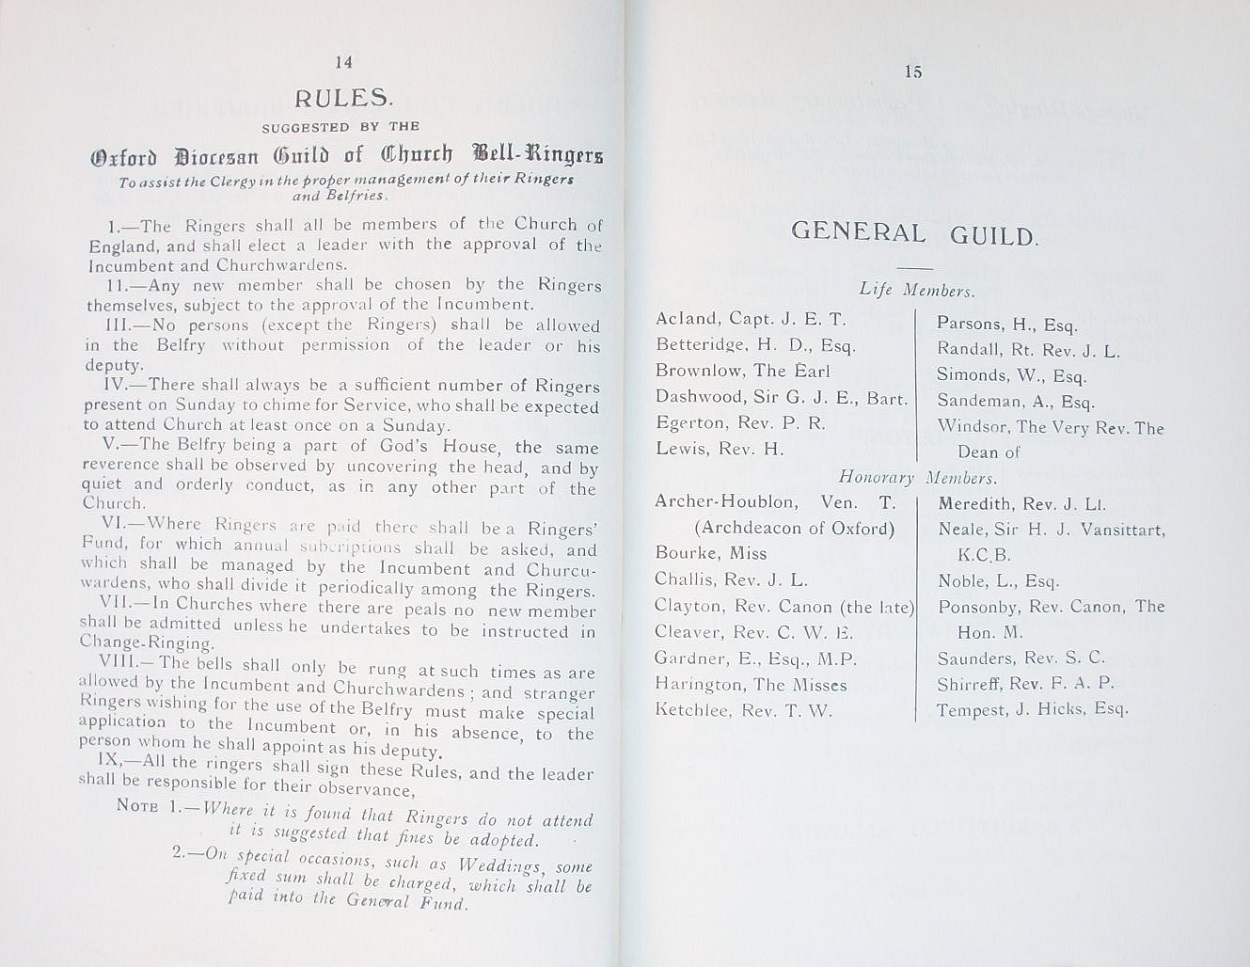 14
RULES.
SUGGESTED BY THE
Oxford Diocesan Guild of Church Bell-Ringers
To assist the Clergy in the proper management of their Ringers
and Belfries.
1.—The Ringers shall all be members of the Church of
England, and shall elect a leader with the approval of the
Incumbent and Churchwardens.
11.—Any new member shall be chosen by the Ringers
themselves, subject to the approval of the Incumbent.
III.—No persons (except the Ringers) shall be allowed
in the Belfry without permission of the leader or his
deputy.
IV.—There shall always be a sufficient number of Ringers
present on Sunday to chime for Service, who shall be expected
to attend Church at least once on a Sunday.
V.—The Belfry being a part of God's House, the same
reverence shall be observed by uncovering the head, and by
quiet and orderly conduct, as in any other part of the
Church.
VI.—Where Ringers are paid there shall be a Ringers'
Fund, for which annual subcriptions shall be asked, and
which shall be managed by the Incumbent and Churcu-
wardens, who shall divide it periodically among the Ringers.
VII.—In Churches where there are peals no new member
shall be admitted unless he undertakes to be instructed in
Change-Ringing.
VIII.—The bells shall only be rung at such times as are
allowed by the Incumbent and Churchwardens; and stranger
Ringers wishing for the use of the Belfry must make special
application to the Incumbent or, in his absence, to the
person whom he shall appoint as his deputy.
IX,—All the ringers shall sign these Rules, and the leader
shall be responsible for their observance,
NOTE 1.—Where it is found that Ringers do not attend
it is suggested that fines be adopted.
2.—On special occasions, such as Weddings, some
fixed sum shall be charged, which shall be
paid into the General Fund.
15
GENERAL GUILD.
Life Members.
Acland, Capt. J. E. T.
Betteridge, H. D., Esq.
Brownlow, The Earl
Dashwood, Sir G. J. E., Bart.
Egerton, Rev. P. R.
Lewis, Rev. H.
Parsons, H., Esq.
Randall, Rt. Rev. J. L.
Simonds, W., Esq.
Sandeman, A., Esq.
Windsor, The Very Rev. The
Dean of
Honorary Members.
Archer-Houblon, Ven. T.
(Archdeacon of Oxford)
Bourke, Miss
Challis, Rev. J. L.
Clayton, Rev. Canon (the late)
Cleaver, Rev. C. W. E.
Gardner, E., Esq., M.P.
Harington, The Misses
Ketchlee, Rev. T. W.
Meredith, Rev. J. Ll.
Neale, Sir H. J. Vansittart,
K.C.B.
Noble, L., Esq.
Ponsonby, Rev. Canon, The
Hon. M.
Saunders, Rev. S. C.
Shirreff, Rev. F. A. P.
Tempest, J. Hicks, Esq.